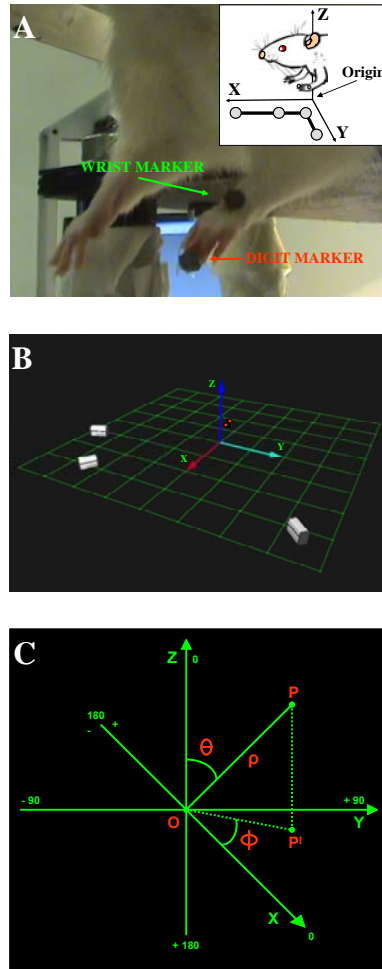 A
Z
Origin
X
Y
WRIST MARKER
DIGIT MARKER
B
Z
Y
X
C
Z 0
P
180
- +
θ
ρ
- 90
+ 90
O
Y
Φ
P|
X
0
+ 180